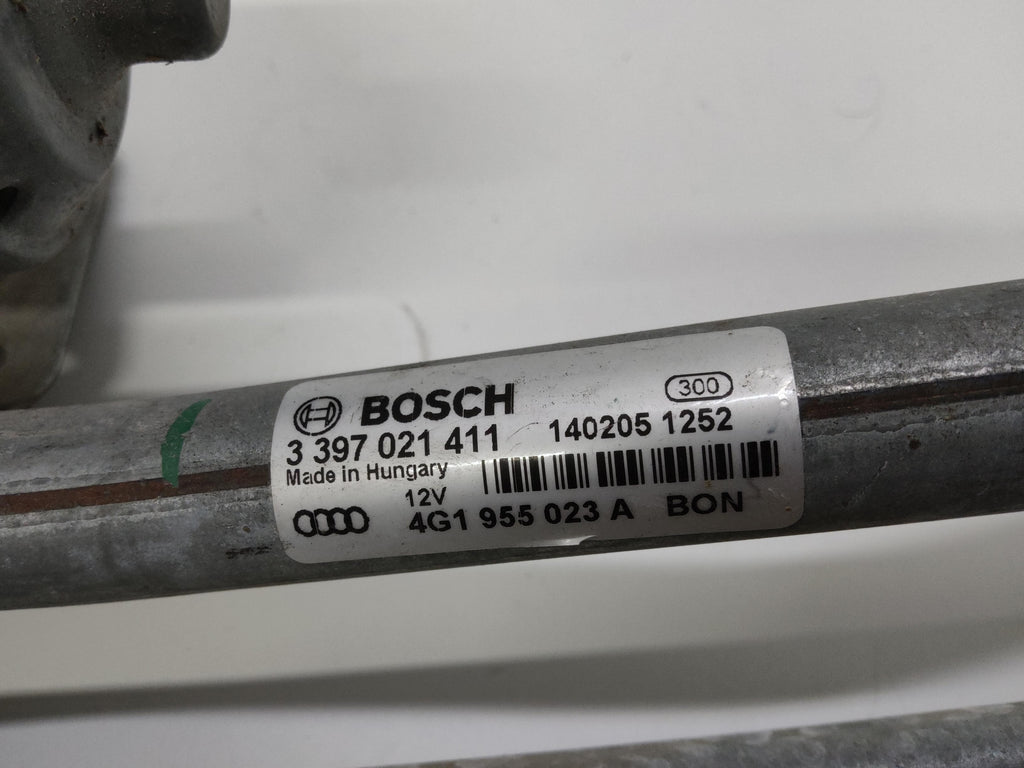 BOSCH 300
3 397 021 411 140205 1252
Made in Hungary
12V
4G1 955 023 A BON